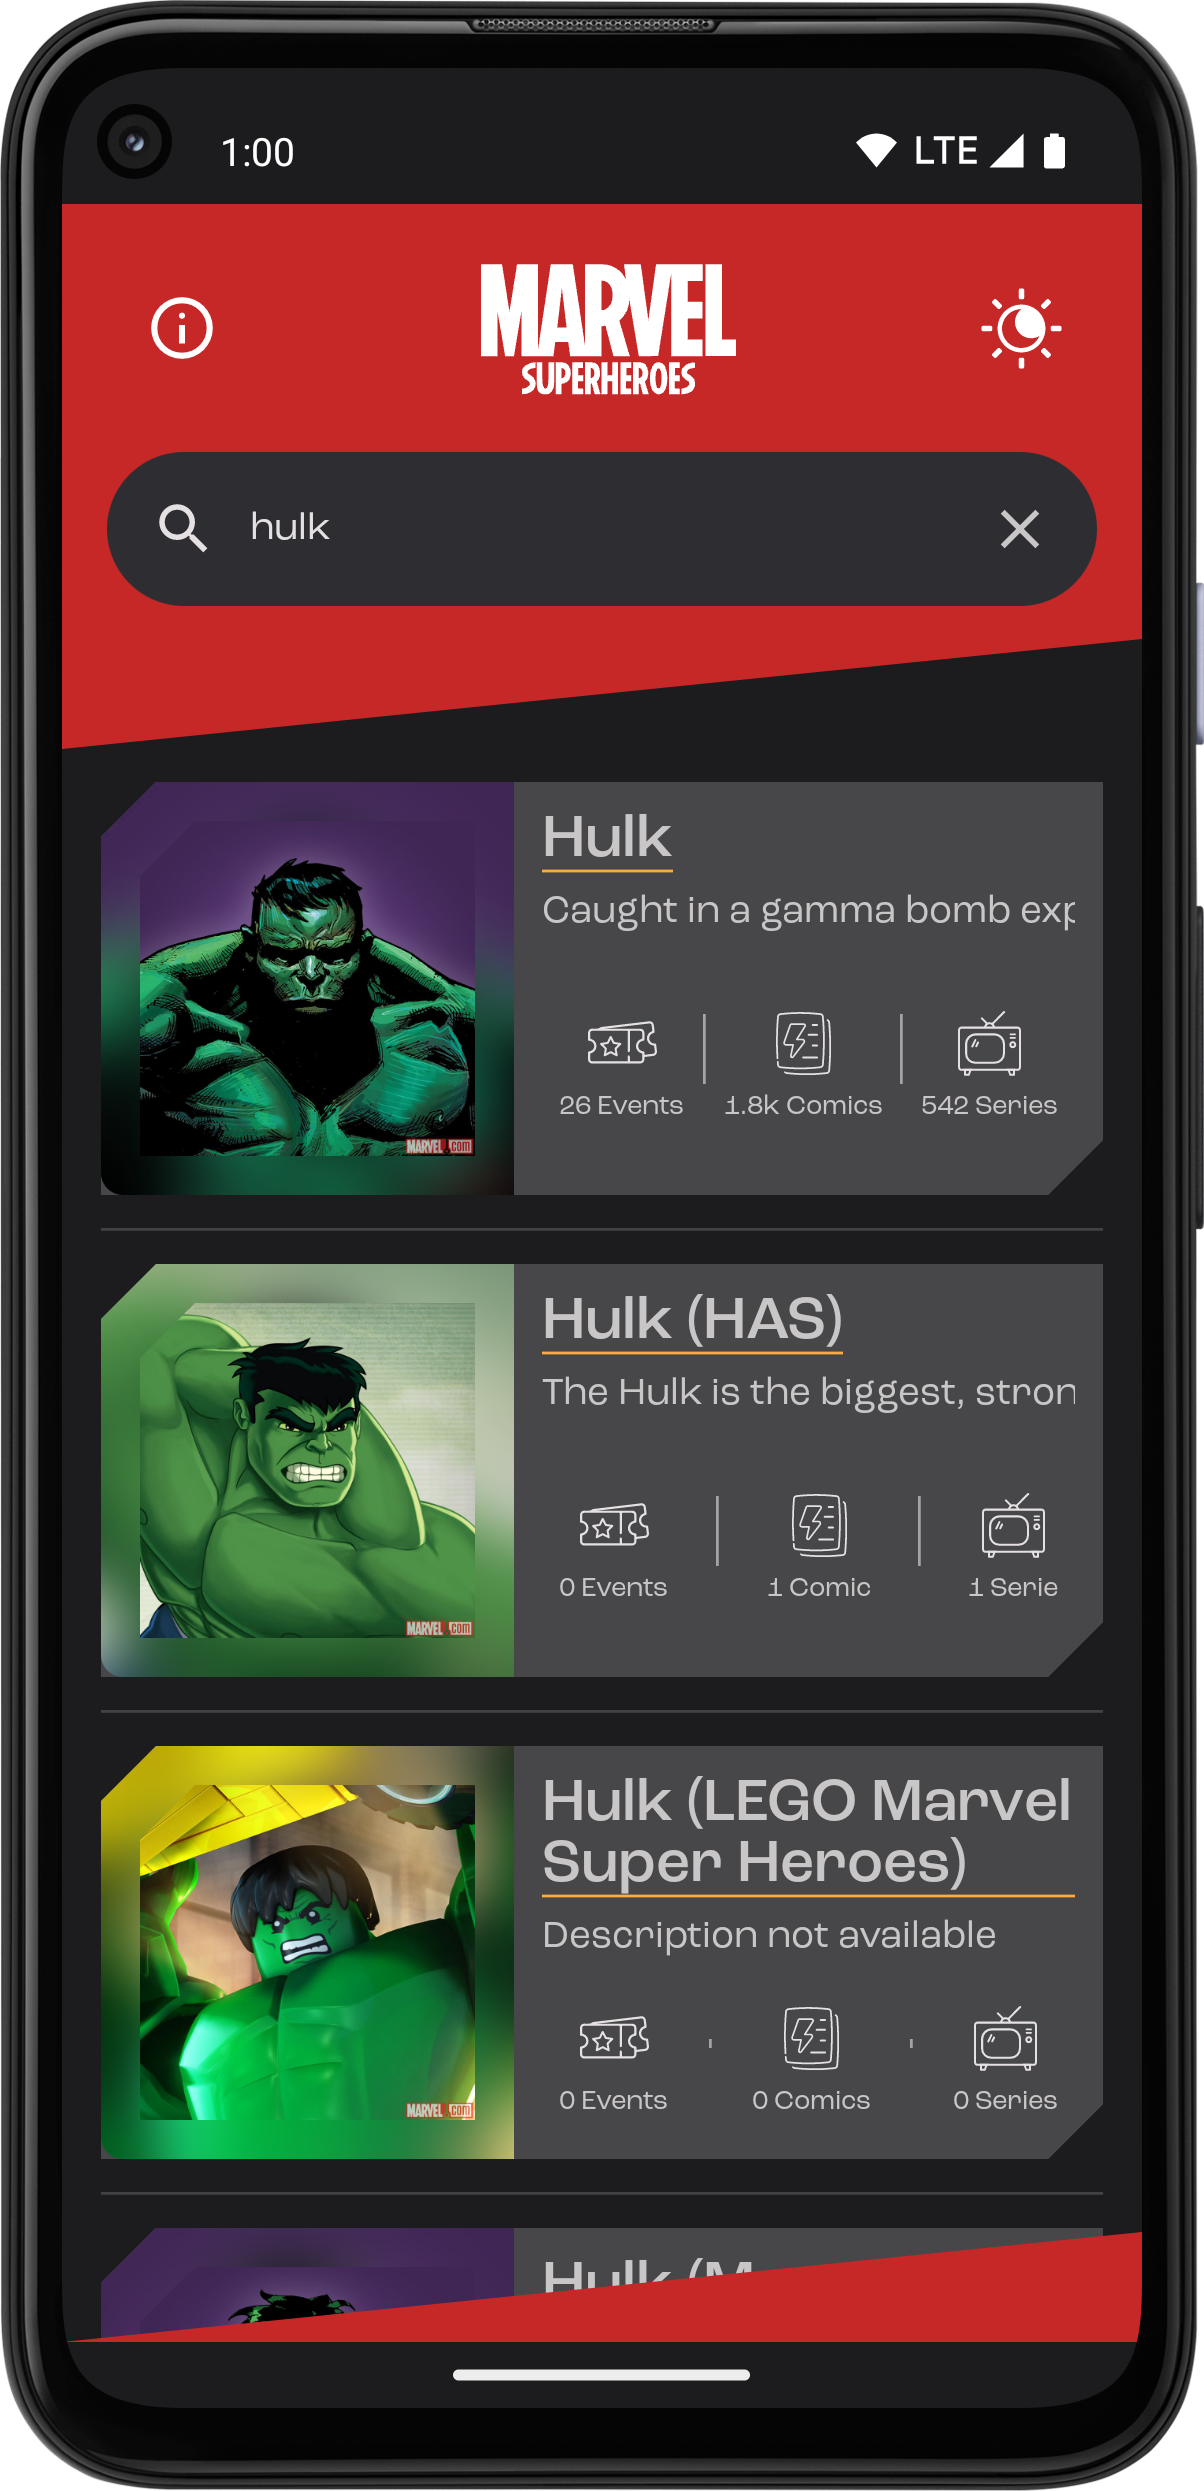 1:00 LTE
MARVEL
SUPERHEROES
hulk
Hulk
Caught in a gamma bomb exp
26 Events 1.8k Comics 542 Series
MARVEL.com
Hulk (HAS)
The Hulk is the biggest, stron
0 Events 1 Comic 1 Serie
MARVEL.com
Hulk (LEGO Marvel
Super Heroes)
Description not available
0 Events 0 Comics 0 Series
MARVEL.com
Hulk (M